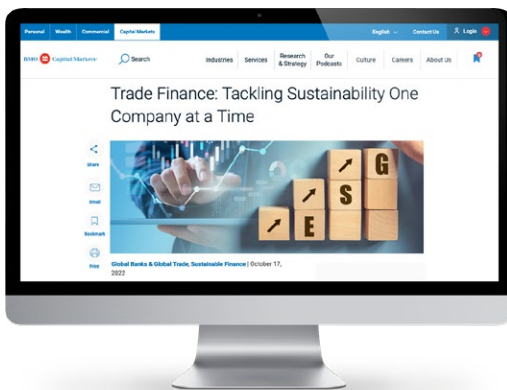 Personal Wealth Commercial Capital Markets English Contact Us Login
BMO Capital Markets Search Industries Services Research & Strategy Our Podcasts Culture Careers About Us
Trade Finance: Tackling Sustainability One
Company at a Time
Share
Email
Bookmark
Print
G
S
E
Global Banks & Global Trade, Sustainable Finance | October 17,
2022